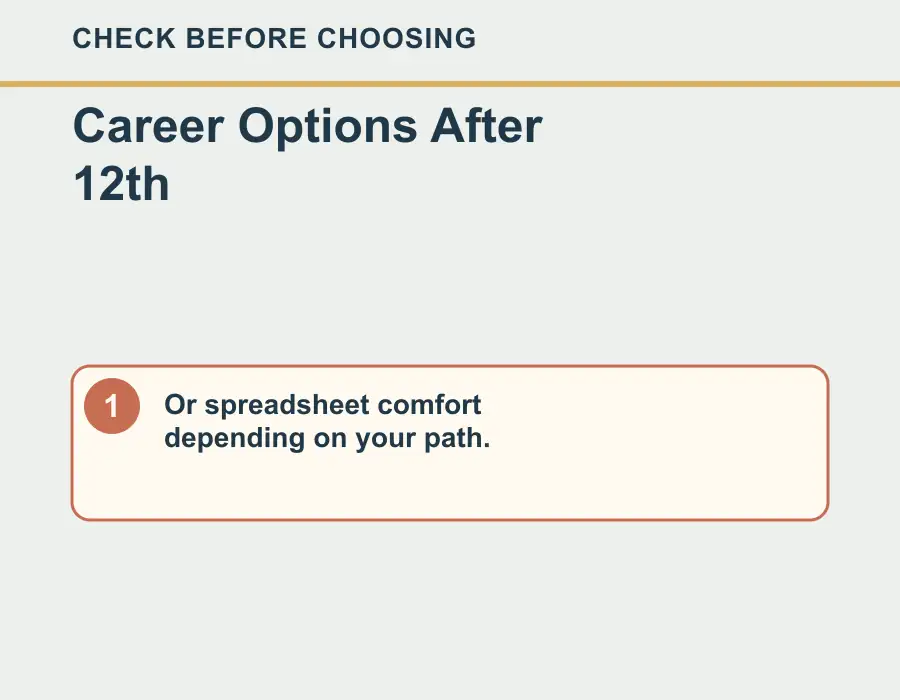 CHECK BEFORE CHOOSING
Career Options After
12th
1
Or spreadsheet comfort
depending on your path.